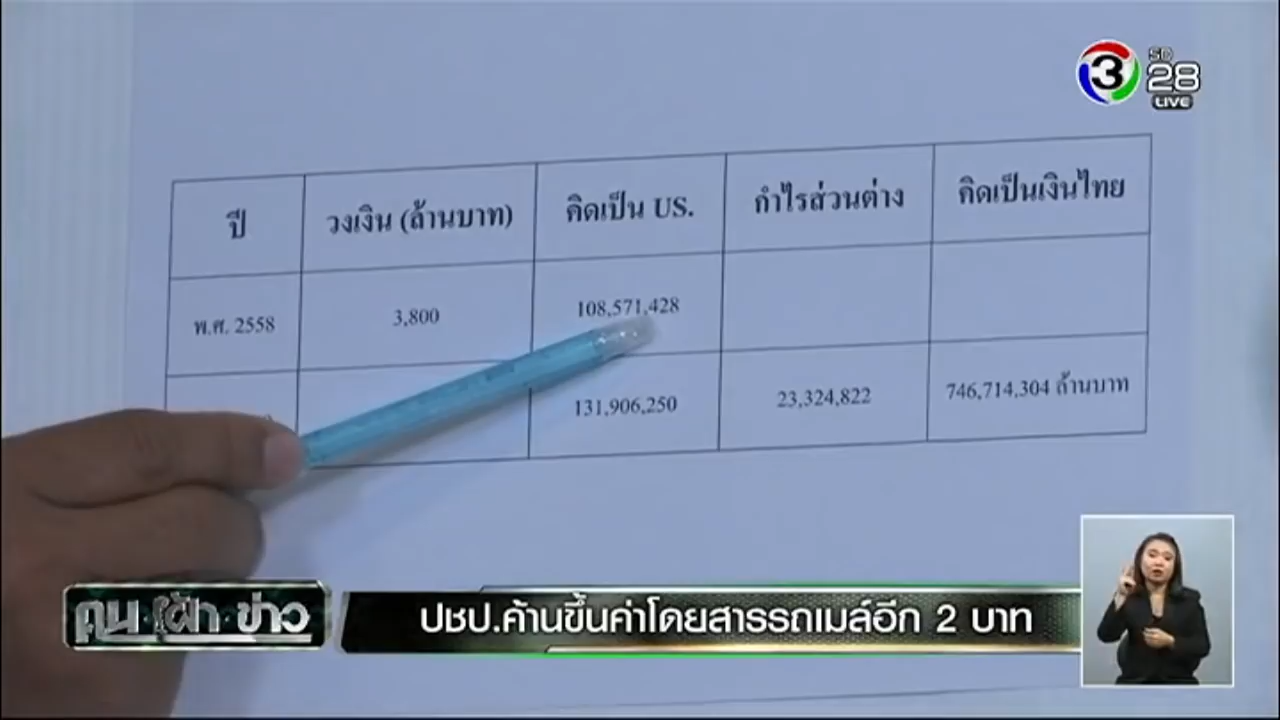 3 SD
28
LIVE
ปี วงเงิน (ล้านบาท) คิดเป็น US. กำไรส่วนต่าง คิดเป็นเงินไทย
พ.ศ. 2558 3,800 108,571,428
131,906,250 23,324,822 746,714,304 ล้านบาท
คน เฝ้า ข่าว
ปชป.ค้านขึ้นค่าโดยสารรถเมล์อีก 2 บาท